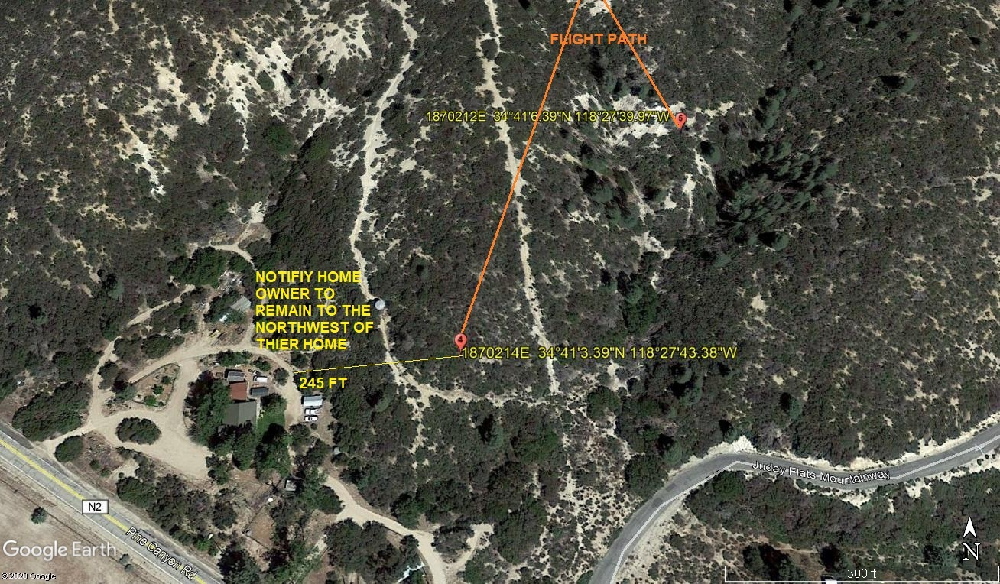 FLIGHT PATH
1870212E 34°41'6.39"N 118°27'39.97"W
5
NOTIFIY HOME
OWNER TO
REMAIN TO THE
NORTHWEST OF
THIER HOME
4
1870214E 34°41'3.39"N 118°27'43.38"W
245 FT
Juday Flats Mountainway
N2
Pine Canyon Rd
Google Earth
© 2020 Google
N
300 ft